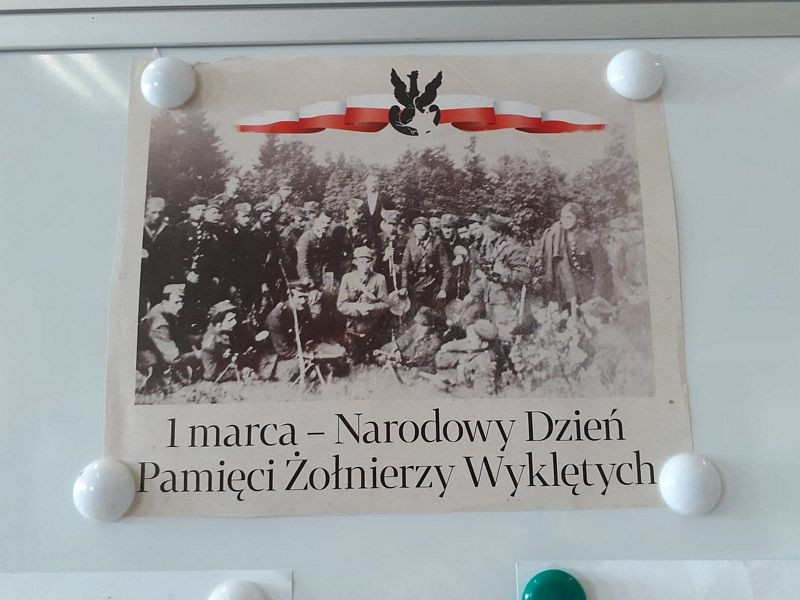 1 marca – Narodowy Dzień
Pamięci Żołnierzy Wyklętych